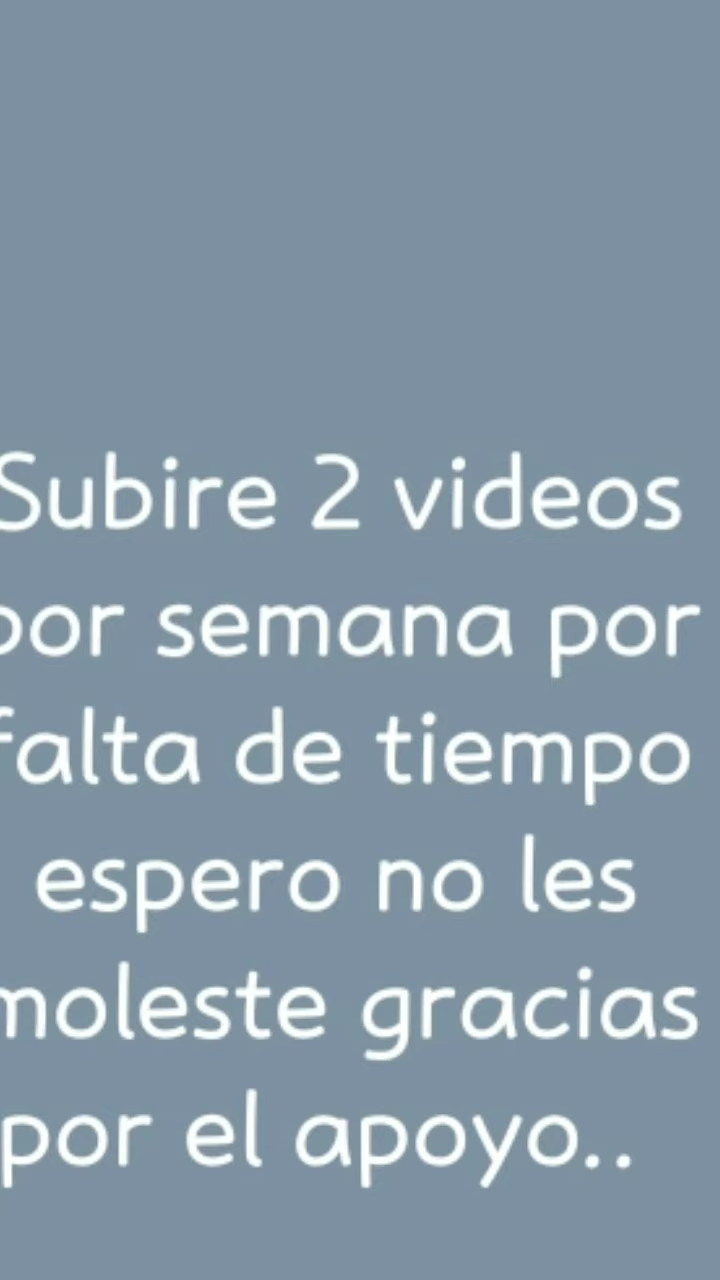 Subire 2 videos
por semana por
falta de tiempo
espero no les
moleste gracias
por el apoyo..